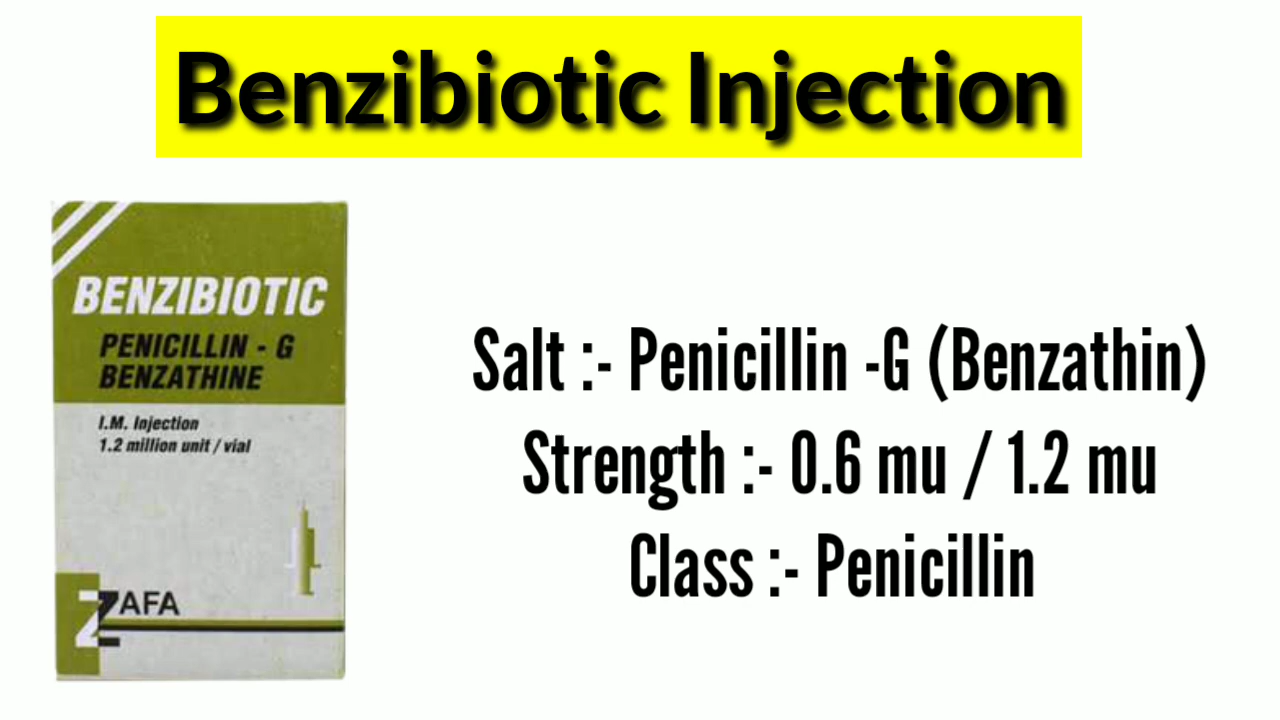 Benzibiotic Injection
BENZIBIOTIC
PENICILLIN - G
BENZATHINE
I.M. Injection
1.2 million unit / vial
ZAFA
Salt :- Penicillin -G (Benzathin)
Strength :- 0.6 mu / 1.2 mu
Class :- Penicillin